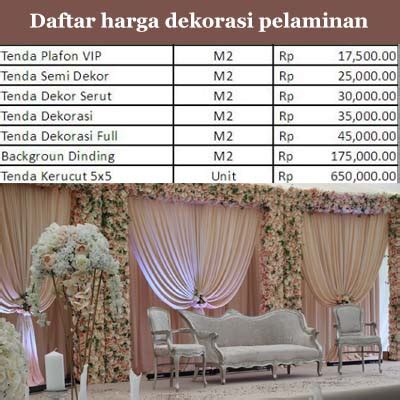 Daftar harga dekorasi pelaminan
Tenda Plafon VIP M2 Rp 17,500.00
Tenda Semi Dekor M2 Rp 25,000.00
Tenda Dekor Serut M2 Rp 30,000.00
Tenda Dekorasi M2 Rp 35,000.00
Tenda Dekorasi Full M2 Rp 45,000.00
Backgroun Dinding M2 Rp 175,000.00
Tenda Kerucut 5x5 Unit Rp 650,000.00